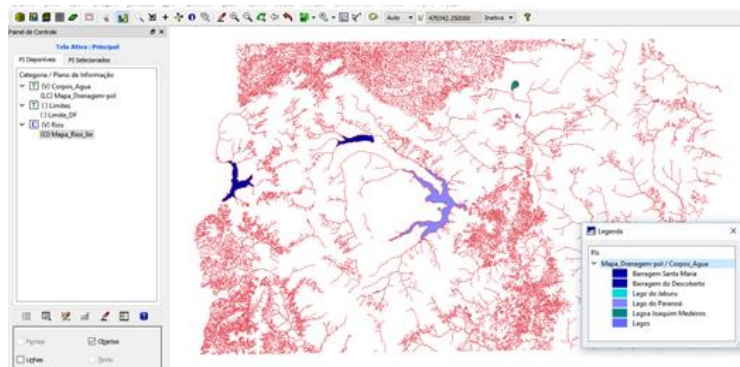 Auto
1/
479342.250000
Inativa
Painel de Controle
Tela Ativa : Principal
PI Disponíveis PI Selecionados
Categoria / Plano de Informação
(V) Corpos_Agua
(LC) Mapa_Drenagem-pol
( ) Limites
( ) Limite_DF
(V) Rios
(O) Mapa_Rios_lin
Objetos
Linhas
Texto
Legenda
PIs
Mapa_Drenagem-pol / Corpos_Agua
Barragem Santa Maria
Barragem do Descoberto
Lago do Jaburu
Lago do Paranoá
Lagoa Joaquim Medeiros
Lagos